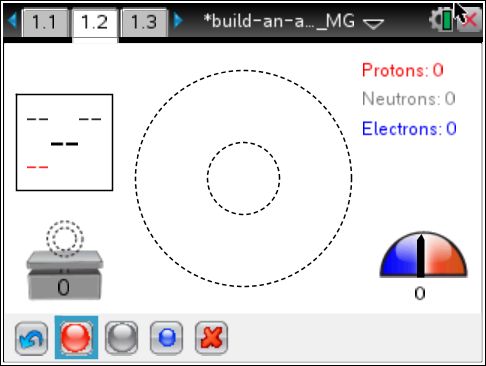 1.1 1.2 1.3 *build-an-a..._MG
Protons: 0
Neutrons: 0
Electrons: 0
-- --
--
--
0
0